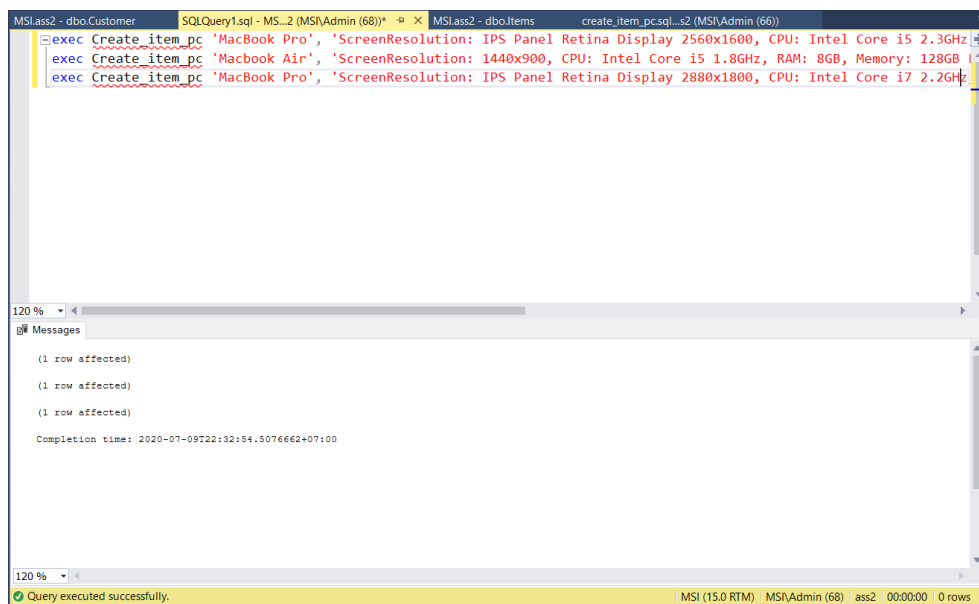 MSI.ass2 - dbo.Customer
SQLQuery1.sql - MS...2 (MSI\Admin (68))*
MSI.ass2 - dbo.Items
create_item_pc.sql...s2 (MSI\Admin (66))
exec Create_item_pc 'MacBook Pro', 'ScreenResolution: IPS Panel Retina Display 2560x1600, CPU: Intel Core i5 2.3GHz
exec Create_item_pc 'Macbook Air', 'ScreenResolution: 1440x900, CPU: Intel Core i5 1.8GHz, RAM: 8GB, Memory: 128GB
exec Create_item_pc 'MacBook Pro', 'ScreenResolution: IPS Panel Retina Display 2880x1800, CPU: Intel Core i7 2.2GHz
120 %
Messages
(1 row affected)
(1 row affected)
(1 row affected)
Completion time: 2020-07-09T22:32:54.5076662+07:00
120 %
Query executed successfully.
MSI (15.0 RTM)
MSI\Admin (68)
ass2
00:00:00
0 rows